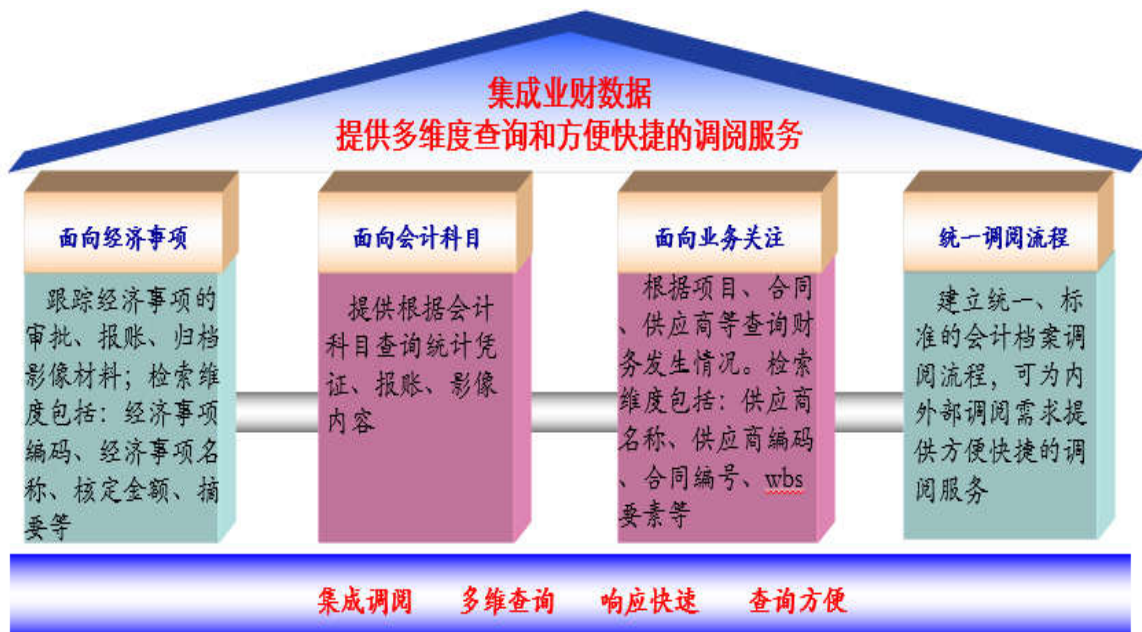 集成业财数据
提供多维度查询和方便快捷的调阅服务
面向经济事项
跟踪经济事项的
审批、报账、归档
影像材料；检索维
度包括：经济事项
编码、经济事项名
称、核定金额、摘
要等
面向会计科目
提供根据会计
科目查询统计凭
证、报账、影像
内容
面向业务关注
根据项目、合同
、供应商等查询财
务发生情况。检索
维度包括：供应商
名称、供应商编码
、合同编号、wbs
要素等
统一调阅流程
建立统一、标
准的会计档案调
阅流程，可为内
外部调阅需求提
供方便快捷的调
阅服务
集成调阅 多维查询 响应快速 查询方便